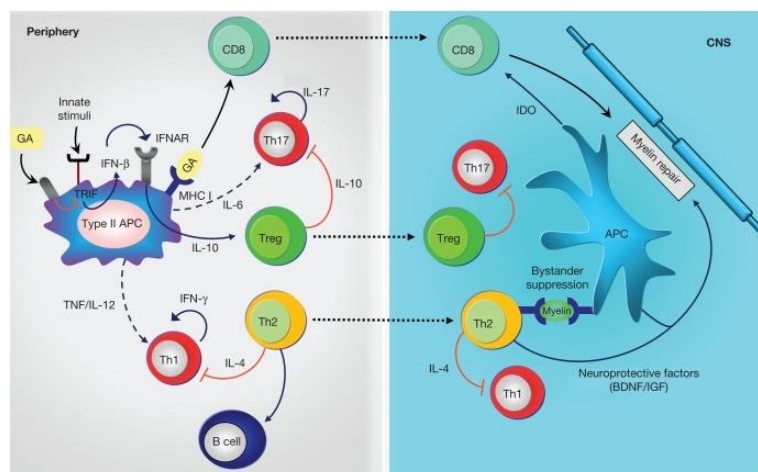 Periphery
CNS
CD8
CD8
Innate
stimuli
GA
IFNAR
IFN-β
GA
TRIF
MHC I
Type II APC
IL-17
Th17
IL-6
IL-10
IL-10
Treg
IDO
Myelin repair
Th17
Treg
APC
TNF/IL-12
IFN-γ
Th1
Th2
IL-4
B cell
Bystander
suppression
Th2
Myelin
IL-4
Th1
Neuroprotective factors
(BDNF/IGF)